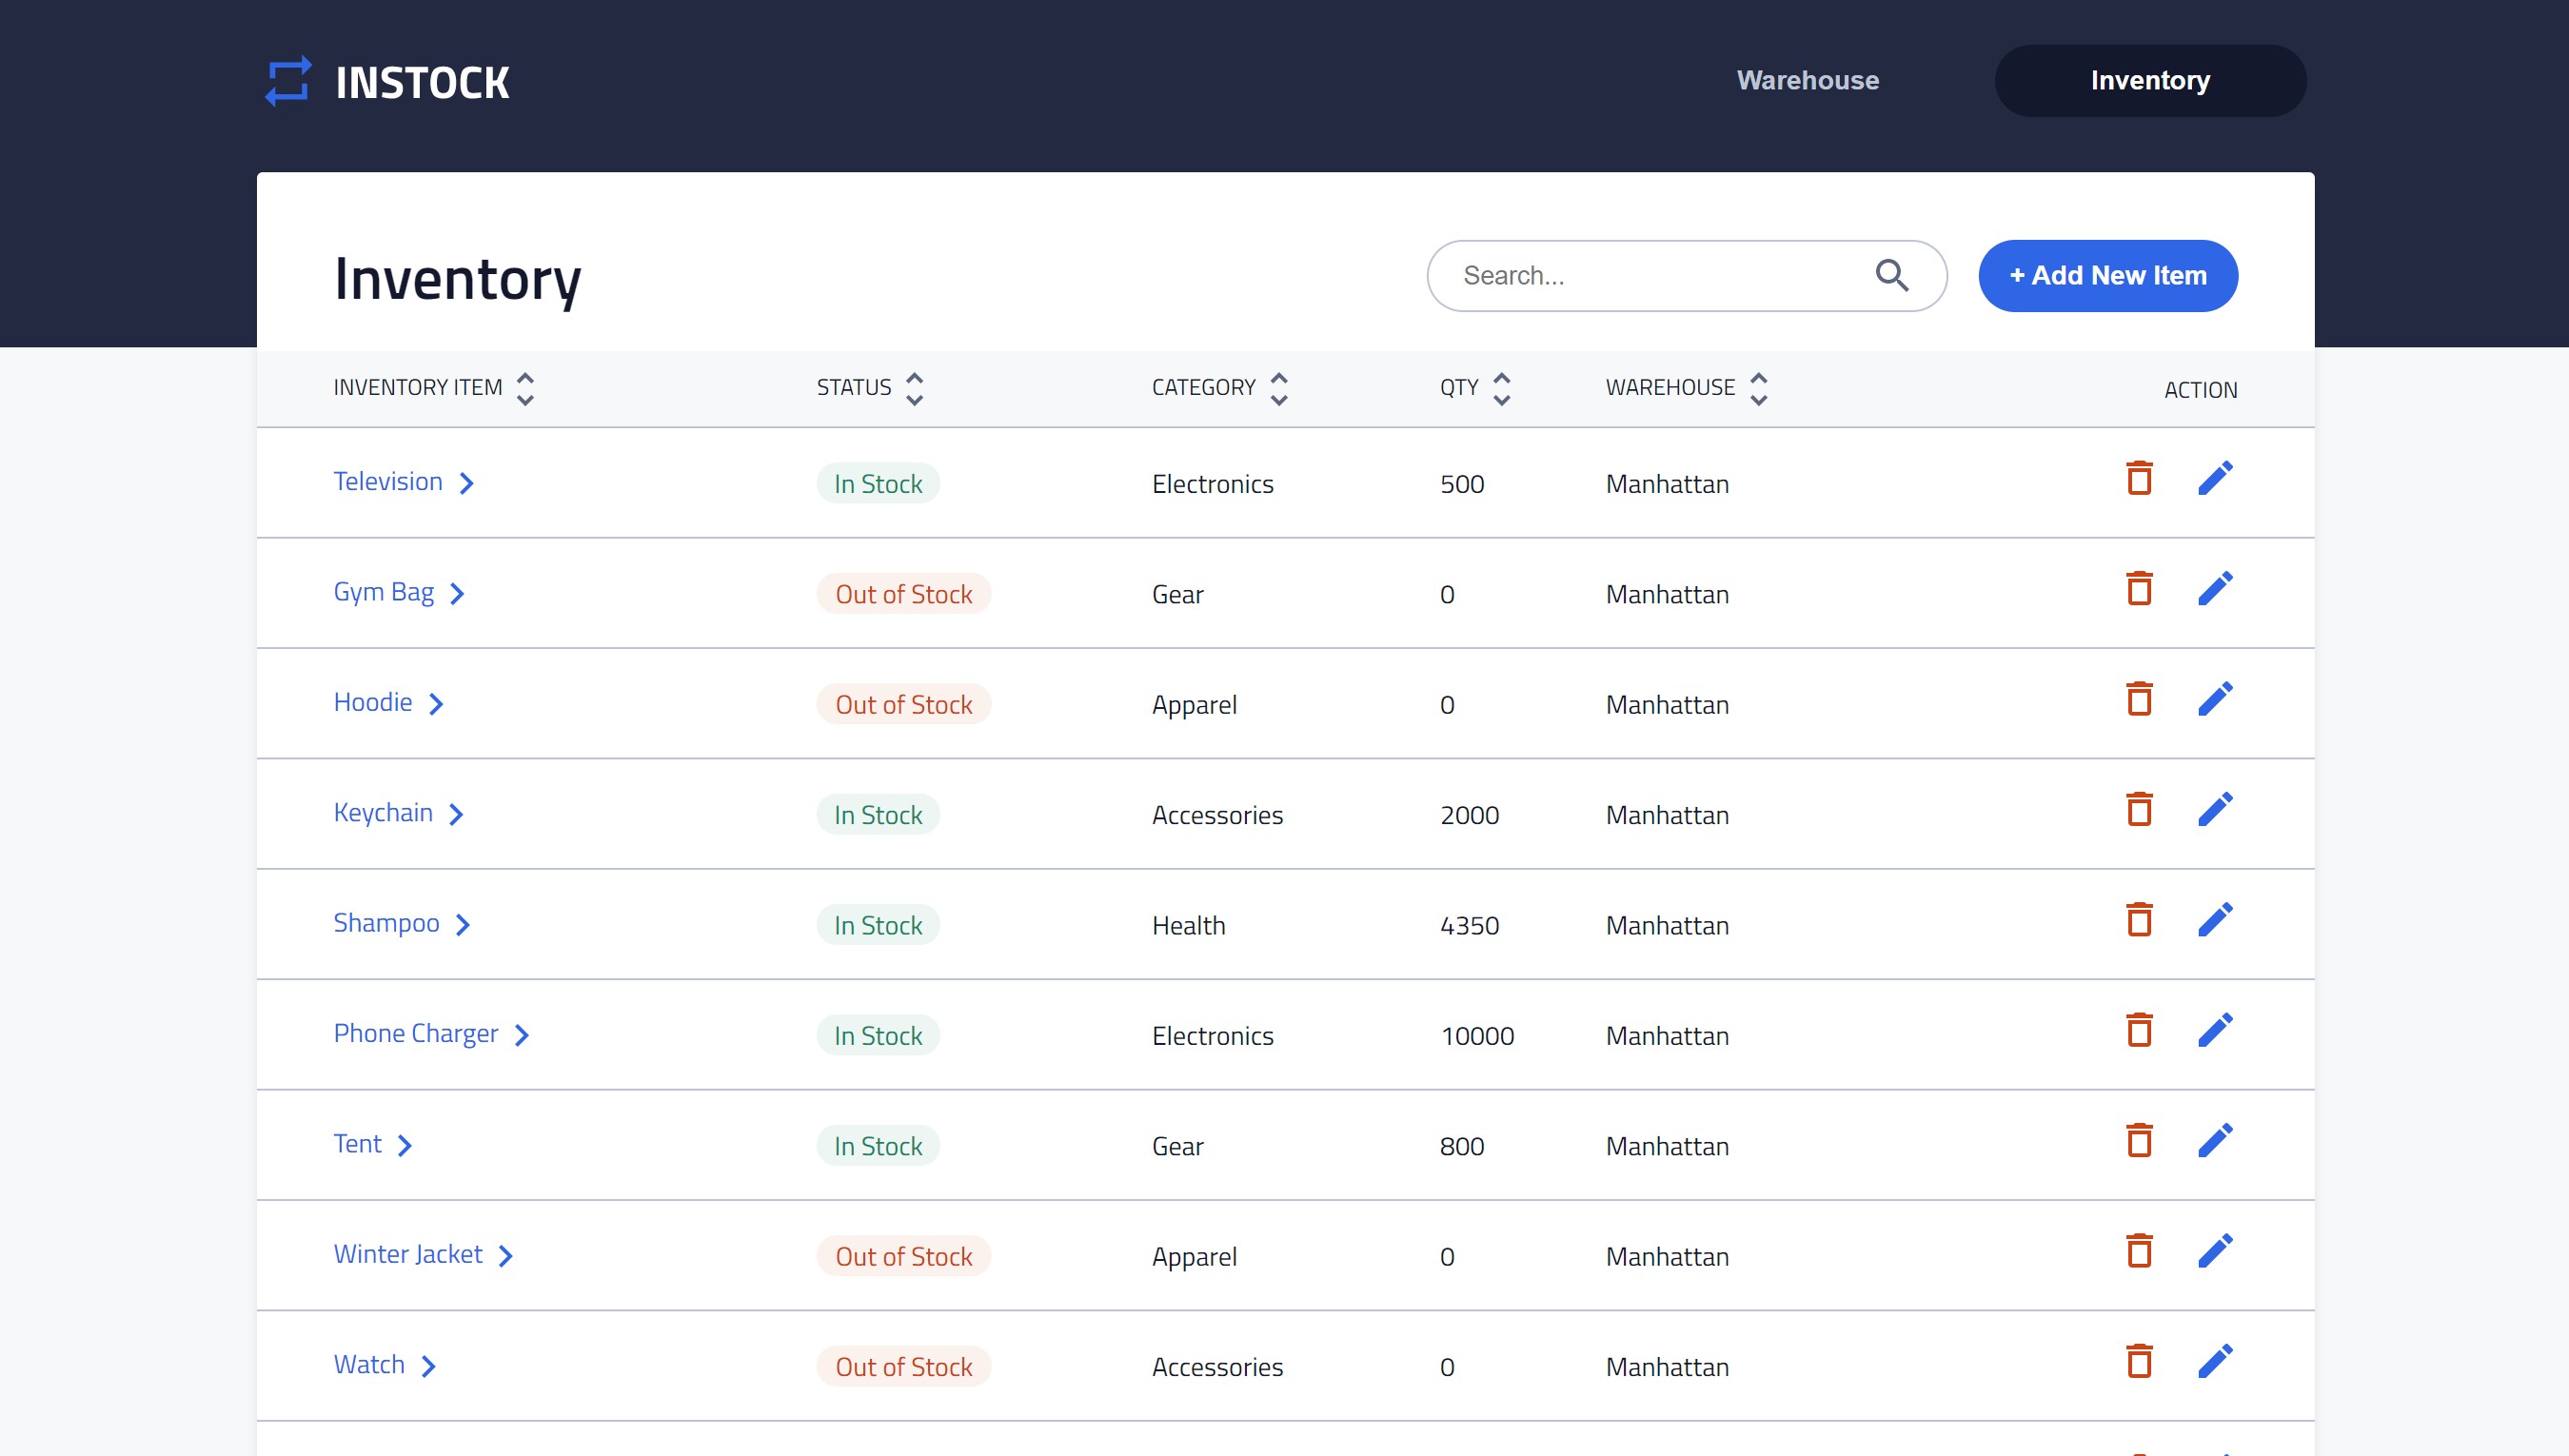 INSTOCK Warehouse Inventory
Inventory Search... + Add New Item
INVENTORY ITEM STATUS CATEGORY QTY WAREHOUSE ACTION
Television In Stock Electronics 500 Manhattan
Gym Bag Out of Stock Gear 0 Manhattan
Hoodie Out of Stock Apparel 0 Manhattan
Keychain In Stock Accessories 2000 Manhattan
Shampoo In Stock Health 4350 Manhattan
Phone Charger In Stock Electronics 10000 Manhattan
Tent In Stock Gear 800 Manhattan
Winter Jacket Out of Stock Apparel 0 Manhattan
Watch Out of Stock Accessories 0 Manhattan